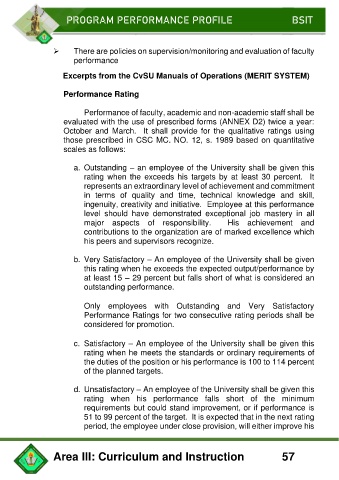 PROGRAM PERFORMANCE PROFILE BSIT
➢ There are policies on supervision/monitoring and evaluation of faculty
performance
Excerpts from the CvSU Manuals of Operations (MERIT SYSTEM)
Performance Rating
Performance of faculty, academic and non-academic staff shall be
evaluated with the use of prescribed forms (ANNEX D2) twice a year:
October and March. It shall provide for the qualitative ratings using
those prescribed in CSC MC. NO. 12, s. 1989 based on quantitative
scales as follows:
a. Outstanding – an employee of the University shall be given this
rating when the exceeds his targets by at least 30 percent. It
represents an extraordinary level of achievement and commitment
in terms of quality and time, technical knowledge and skill,
ingenuity, creativity and initiative. Employee at this performance
level should have demonstrated exceptional job mastery in all
major aspects of responsibility. His achievement and
contributions to the organization are of marked excellence which
his peers and supervisors recognize.
b. Very Satisfactory – An employee of the University shall be given
this rating when he exceeds the expected output/performance by
at least 15 – 29 percent but falls short of what is considered an
outstanding performance.
Only employees with Outstanding and Very Satisfactory
Performance Ratings for two consecutive rating periods shall be
considered for promotion.
c. Satisfactory – An employee of the University shall be given this
rating when he meets the standards or ordinary requirements of
the duties of the position or his performance is 100 to 114 percent
of the planned targets.
d. Unsatisfactory – An employee of the University shall be given this
rating when his performance falls short of the minimum
requirements but could stand improvement, or if performance is
51 to 99 percent of the target. It is expected that in the next rating
period, the employee under close provision, will either improve his
Area III: Curriculum and Instruction 57